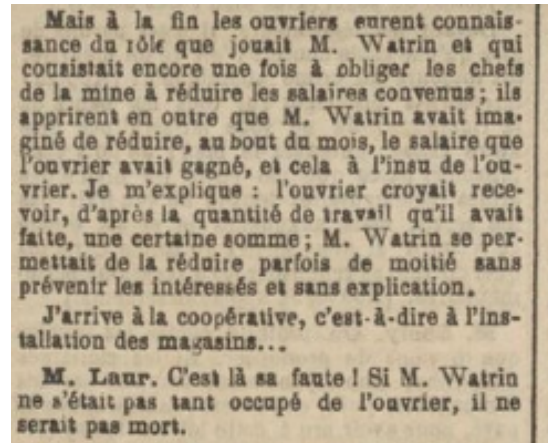 Mais à la fin les ouvriers eurent connais-
sance du rôle que jouait M. Watrin et qui
consistait encore une fois à obliger les chefs
de la mine à réduire les salaires convenus ; ils
apprirent en outre que M. Watrin avait ima-
giné de réduire, au bout du mois, le salaire que
l'ouvrier avait gagné, et cela à l'insu de l'ou-
vrier. Je m'explique : l'ouvrier croyait rece-
voir, d'après la quantité de travail qu'il avait
faite, une certaine somme ; M. Watrin se per-
mettait de la réduire parfois de moitié sans
prévenir les intéressés et sans explication.
J'arrive à la coopérative, c'est-à-dire à l'ins-
tallation des magasins...
M. Laur. C'est là sa faute ! Si M. Watrin
ne s'était pas tant occupé de l'ouvrier, il ne
serait pas mort.